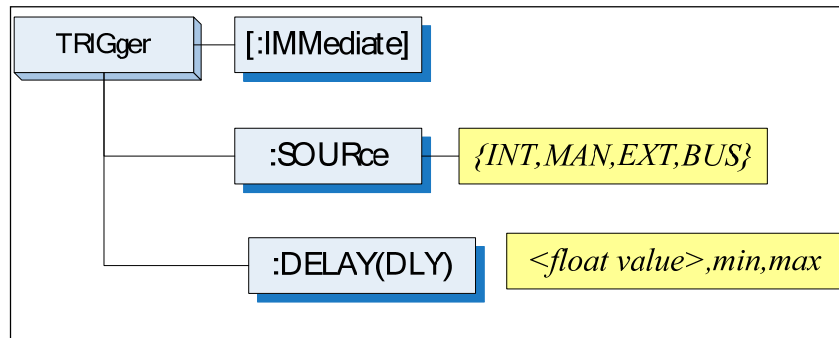 TRIGger
[:IMMediate]
:SOURce
{INT,MAN,EXT,BUS}
:DELAY(DLY)
<float value>,min,max